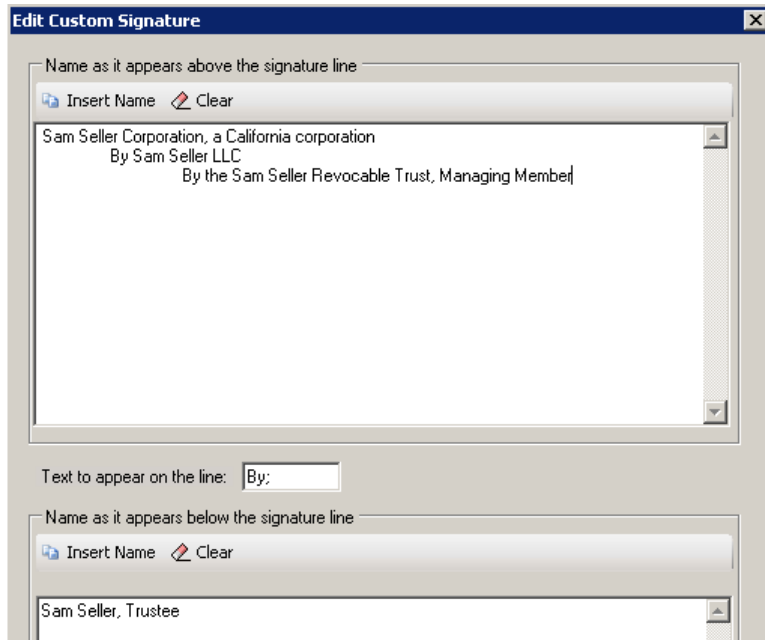 Edit Custom Signature
Name as it appears above the signature line
Insert Name Clear
Sam Seller Corporation, a California corporation
By Sam Seller LLC
By the Sam Seller Revocable Trust, Managing Member
Text to appear on the line: By;
Name as it appears below the signature line
Insert Name Clear
Sam Seller, Trustee